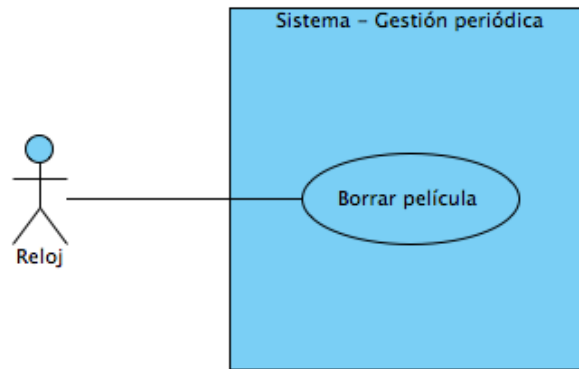 Sistema – Gestión periódica
Borrar película
Reloj